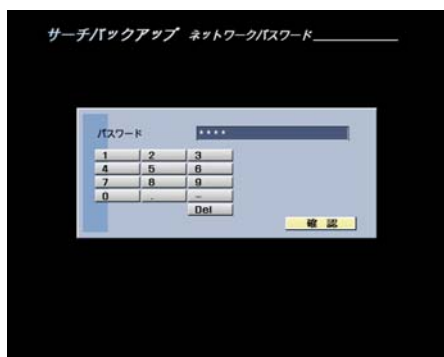 サーチ/バックアップ ネットワークパスワード
パスワード ****
1 2 3
4 5 6
7 8 9
0 . -
Del
確 認